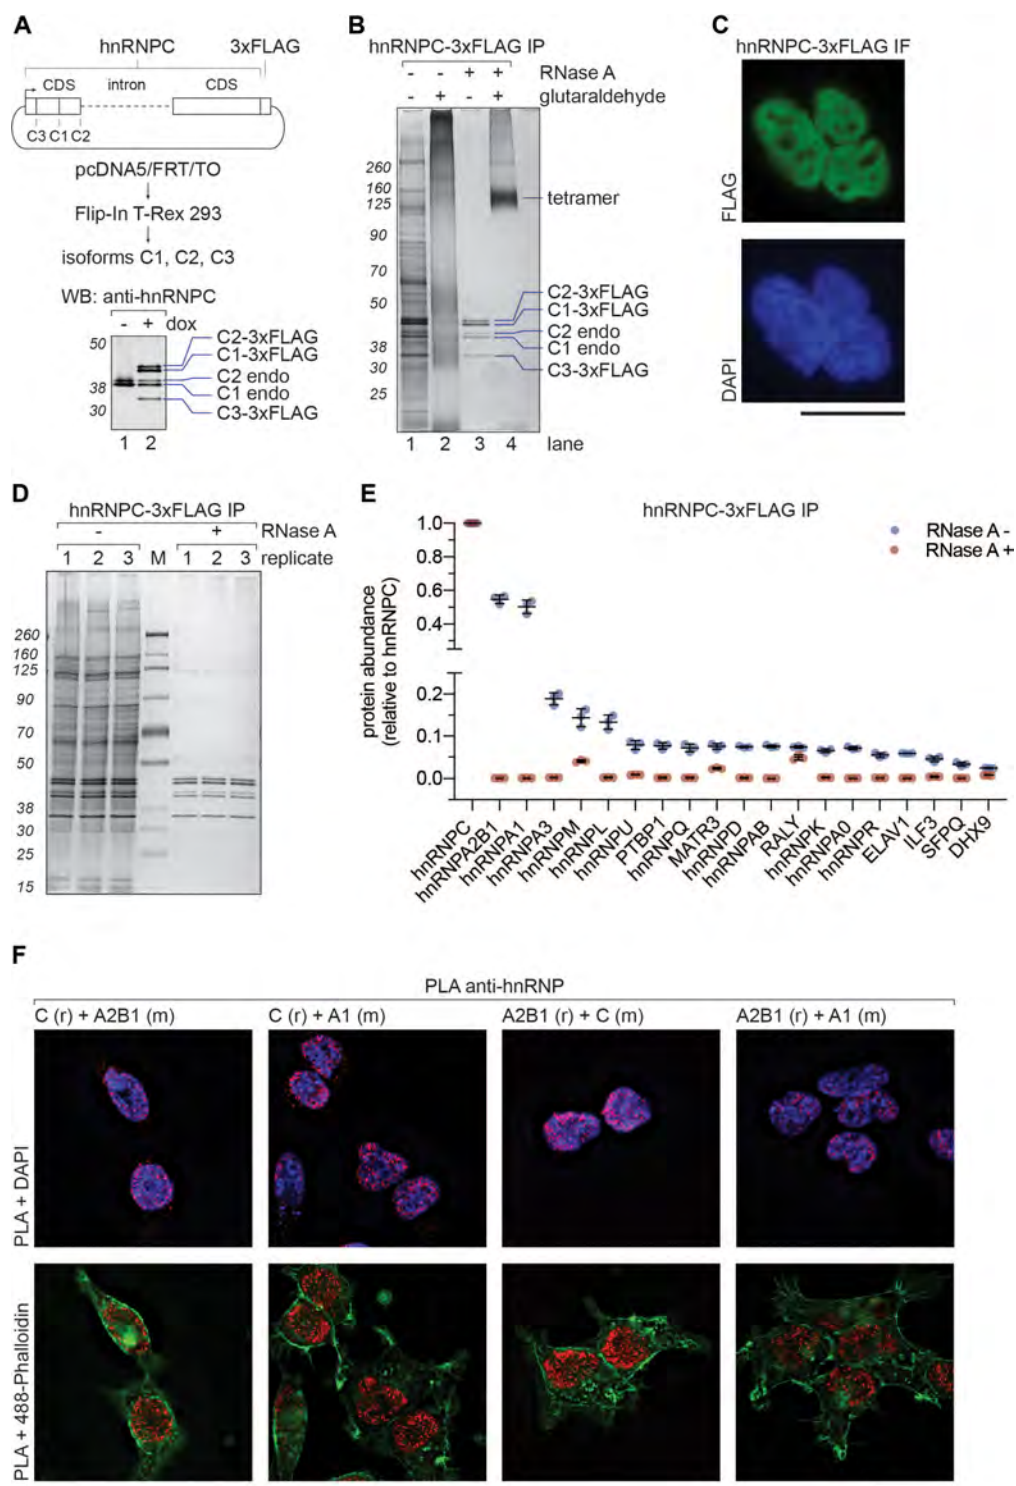 A
hnRNPC 3xFLAG
CDS intron CDS
C3 C1 C2
pcDNA5/FRT/TO
Flip-In T-Rex 293
isoforms C1, C2, C3
WB: anti-hnRNPC
- + dox
50
38
30
C2-3xFLAG
C1-3xFLAG
C2 endo
C1 endo
C3-3xFLAG
1 2
B
hnRNPC-3xFLAG IP
- - + + RNase A
- + - + glutaraldehyde
260
160
125
90
70
50
38
30
25
tetramer
C2-3xFLAG
C1-3xFLAG
C2 endo
C1 endo
C3-3xFLAG
1 2 3 4 lane
C
hnRNPC-3xFLAG IF
FLAG
DAPI
D
hnRNPC-3xFLAG IP
- + RNase A
1 2 3 M 1 2 3 replicate
260
160
125
90
70
50
38
30
25
15
E
hnRNPC-3xFLAG IP
RNase A -
RNase A +
protein abundance
(relative to hnRNPC)
1.0
0.8
0.6
0.4
0.2
0.1
0.0
hnRNPC
hnRNPA2B1
hnRNPA1
hnRNPA3
hnRNPM
hnRNPL
hnRNPU
PTBP1
hnRNPQ
MATR3
hnRNPD
hnRNPAB
RALY
hnRNPK
hnRNPA0
hnRNPR
ELAV1
ILF3
SFPQ
DHX9
F
PLA anti-hnRNP
C (r) + A2B1 (m) C (r) + A1 (m) A2B1 (r) + C (m) A2B1 (r) + A1 (m)
PLA + DAPI
PLA + 488-Phalloidin